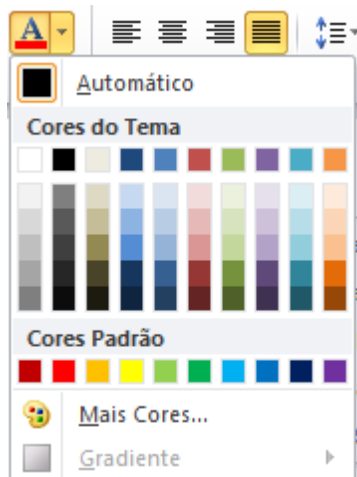 A
Automático
Cores do Tema
Cores Padrão
Mais Cores...
Gradiente